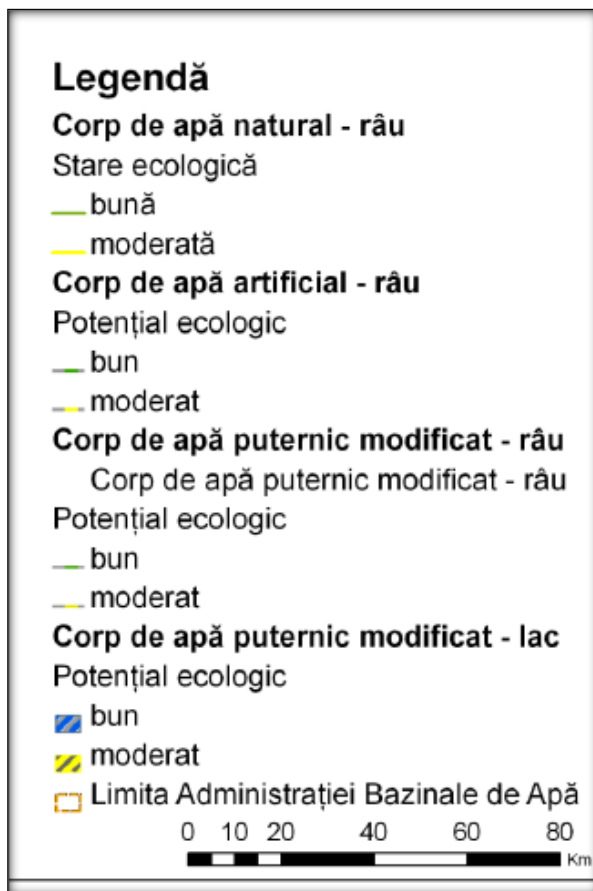 Legendă
Corp de apă natural - râu
Stare ecologică
bună
moderată
Corp de apă artificial - râu
Potențial ecologic
bun
moderat
Corp de apă puternic modificat - râu
Corp de apă puternic modificat - râu
Potențial ecologic
bun
moderat
Corp de apă puternic modificat - lac
Potențial ecologic
bun
moderat
Limita Administrației Bazinale de Apă
0 10 20 40 60 80
Km